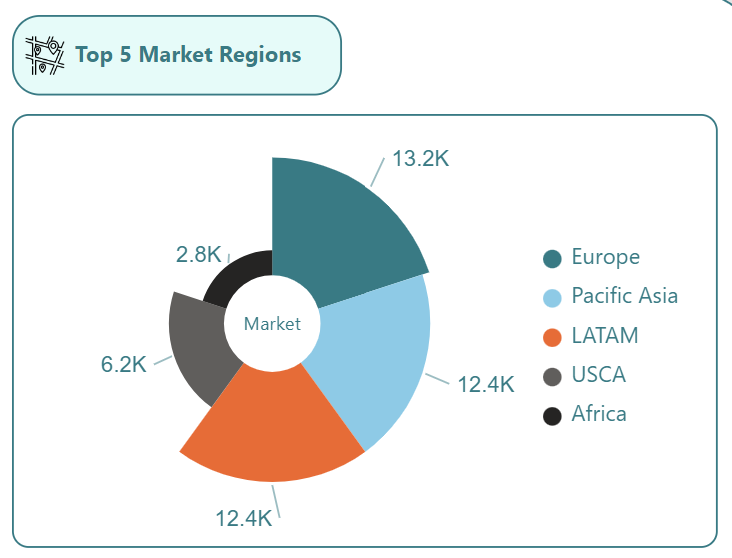 Top 5 Market Regions
13.2K
2.8K
Market
6.2K
12.4K
12.4K
Europe
Pacific Asia
LATAM
USCA
Africa